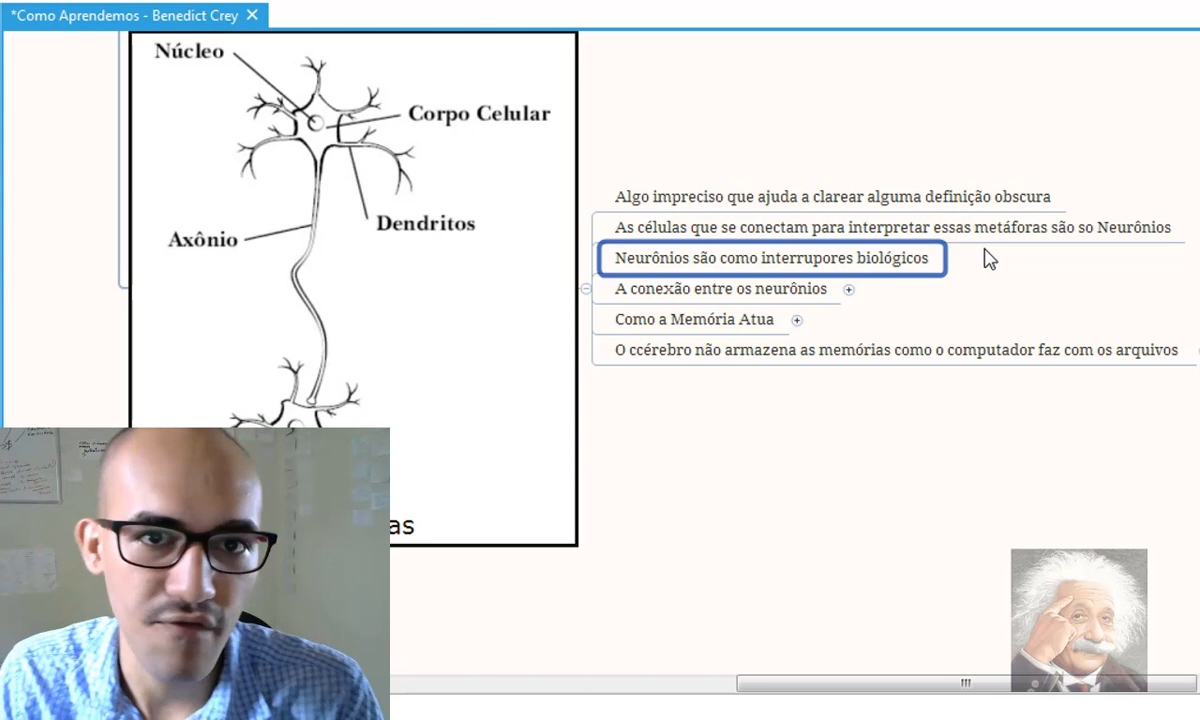 *Como Aprendemos - Benedict Crey
Núcleo
Corpo Celular
Dendritos
Axônio
Algo impreciso que ajuda a clarear alguma definição obscura
As células que se conectam para interpretar essas metáforas são so Neurônios
Neurônios são como interrupores biológicos
A conexão entre os neurônios
Como a Memória Atua
O ccérebro não armazena as memórias como o computador faz com os arquivos
as